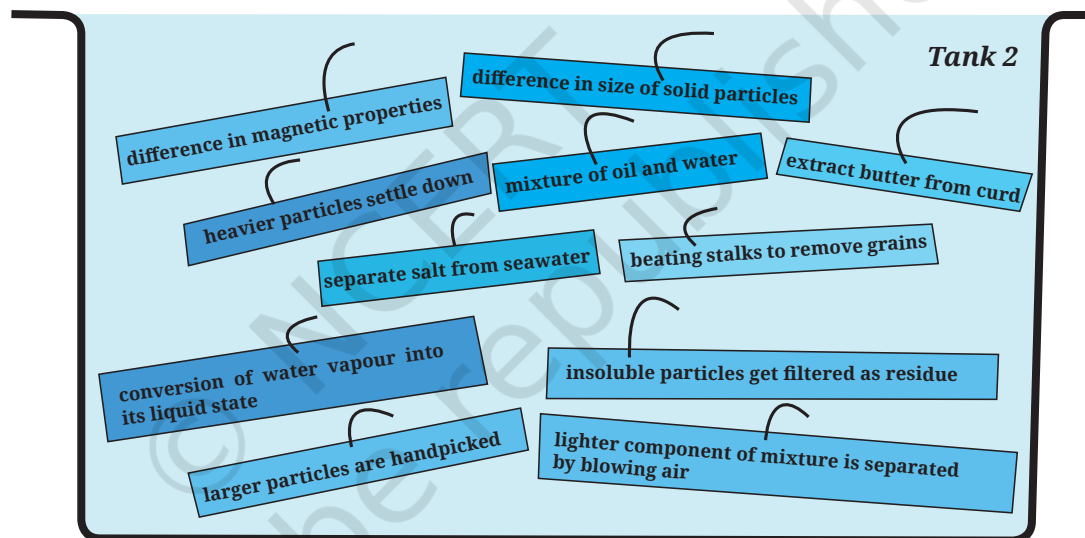 Tank 2
difference in size of solid particles
difference in magnetic properties
mixture of oil and water
extract butter from curd
heavier particles settle down
beating stalks to remove grains
separate salt from seawater
conversion of water vapour into
its liquid state
insoluble particles get filtered as residue
larger particles are handpicked
lighter component of mixture is separated
by blowing air
© NCERT
be republishe